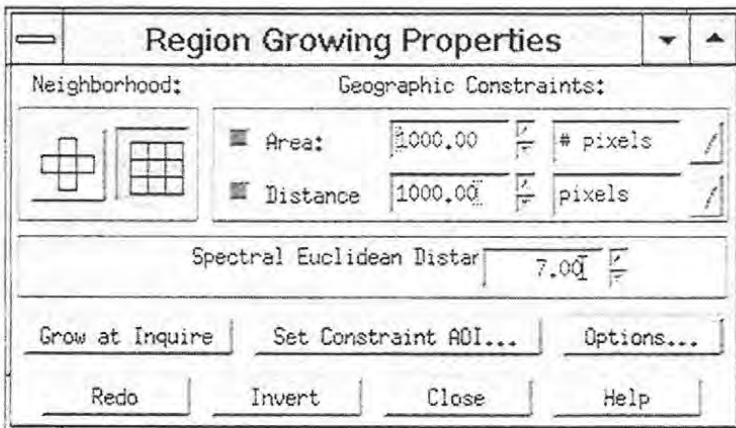 Region Growing Properties
Neighborhood: Geographic Constraints:
Area: 1000.00 # pixels
Distance 1000.00 pixels
Spectral Euclidean Distar 7.00
Grow at Inquire Set Constraint AOI... Options...
Redo Invert Close Help